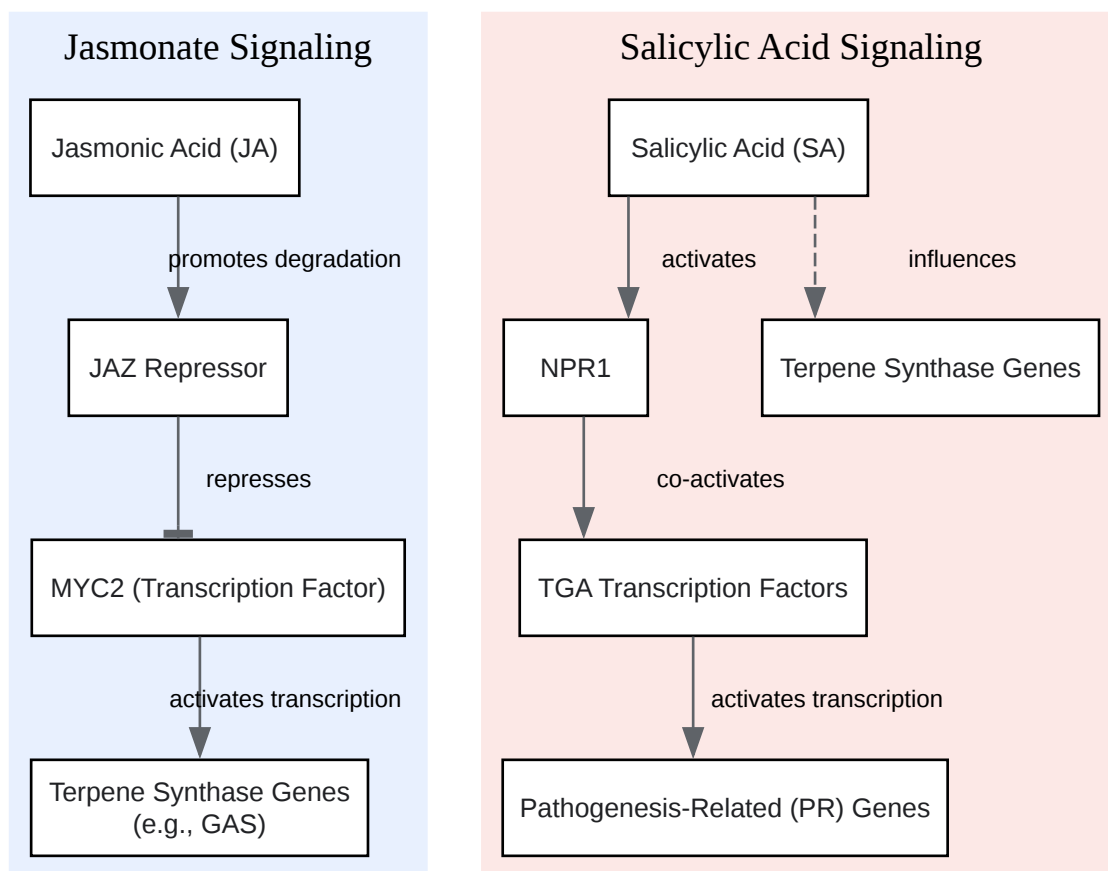 Jasmonate Signaling
Jasmonic Acid (JA)
promotes degradation
JAZ Repressor
represses
MYC2 (Transcription Factor)
activates transcription
Terpene Synthase Genes
(e.g., GAS)
Salicylic Acid Signaling
Salicylic Acid (SA)
activates
influences
NPR1
Terpene Synthase Genes
co-activates
TGA Transcription Factors
activates transcription
Pathogenesis-Related (PR) Genes